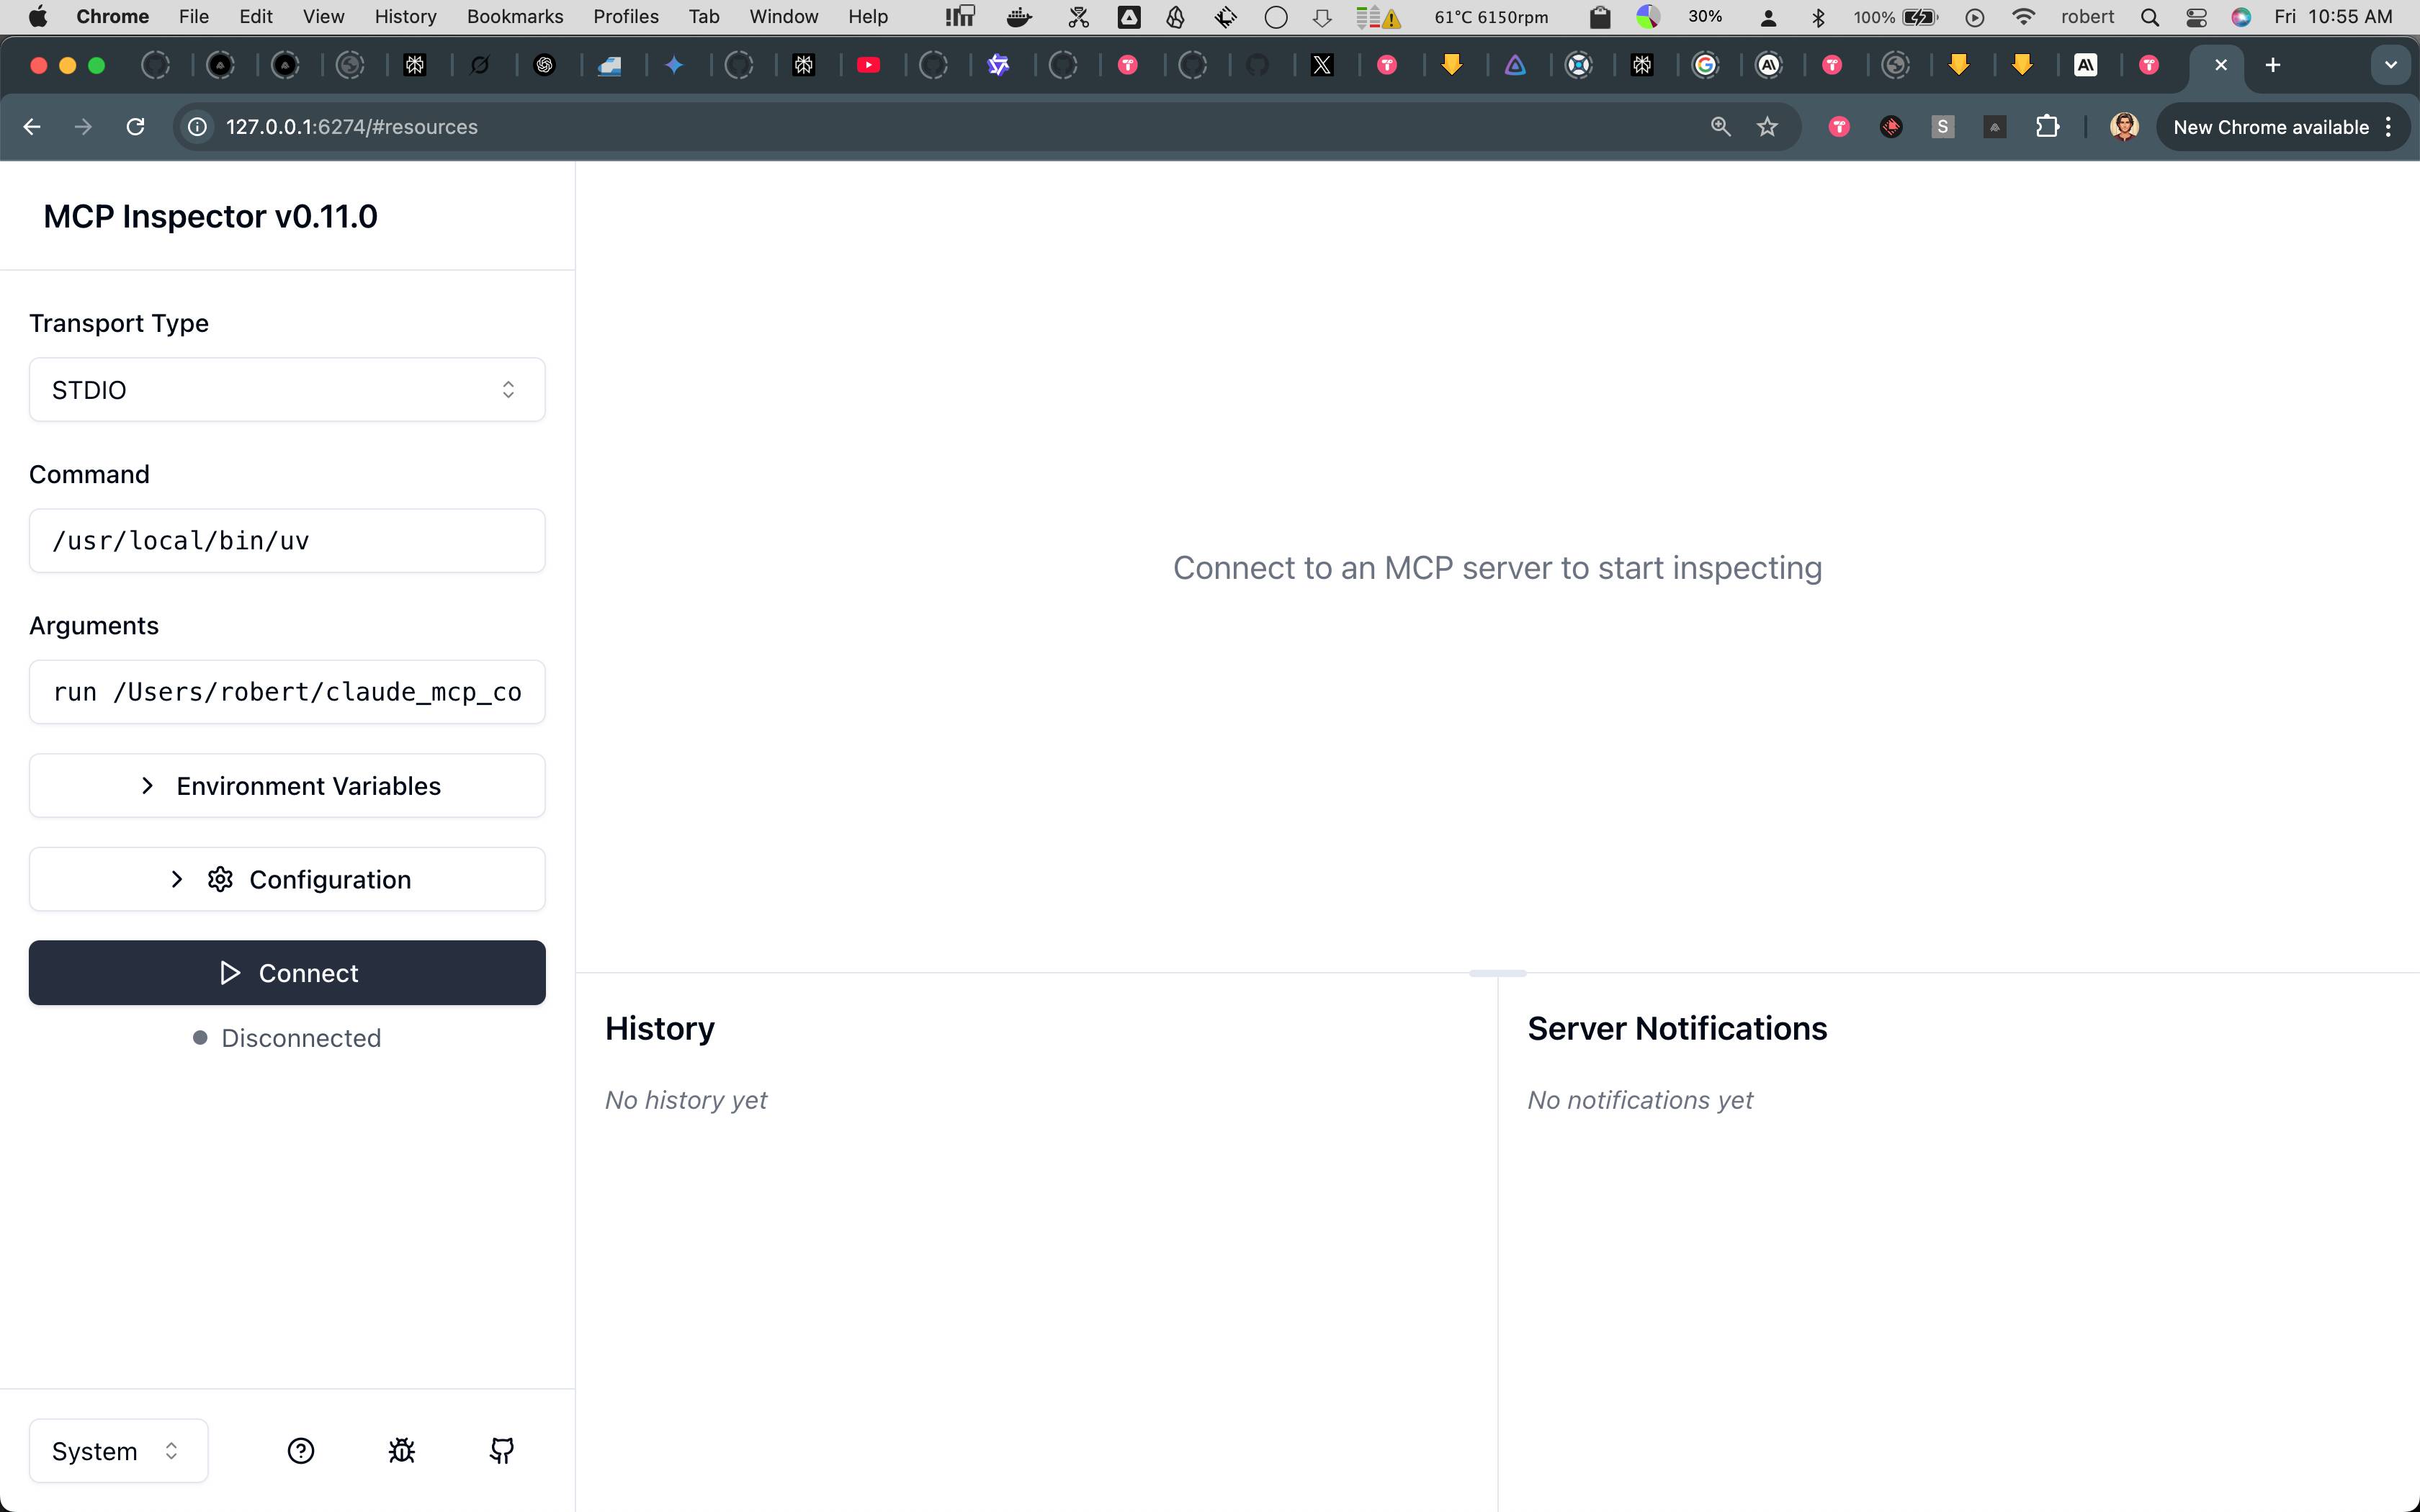 Chrome File Edit View History Bookmarks Profiles Tab Window Help 61°C 6150rpm 30% 100% robert Fri 10:55 AM
127.0.0.1:6274/#resources
New Chrome available
MCP Inspector v0.11.0
Transport Type
STDIO
Command
/usr/local/bin/uv
Arguments
run /Users/robert/claude_mcp_co
Environment Variables
Configuration
Connect
Disconnected
System
Connect to an MCP server to start inspecting
History
No history yet
Server Notifications
No notifications yet